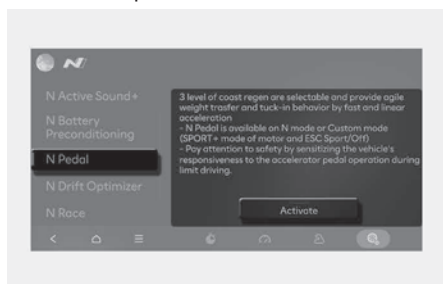 N
N Active Sound+
N Battery
Preconditioning
N Pedal
N Drift Optimizer
N Race
3 level of coast regen are selectable and provide agile
weight trasfer and tuck-in behavior by fast and linear
acceleration
- N Pedal is available on N mode or Custom mode
(SPORT+ mode of motor and ESC Sport/Off)
- Pay attention to safety by sensitizing the vehicle's
responsiveness to the accelerator pedal operation during
limit driving.
Activate